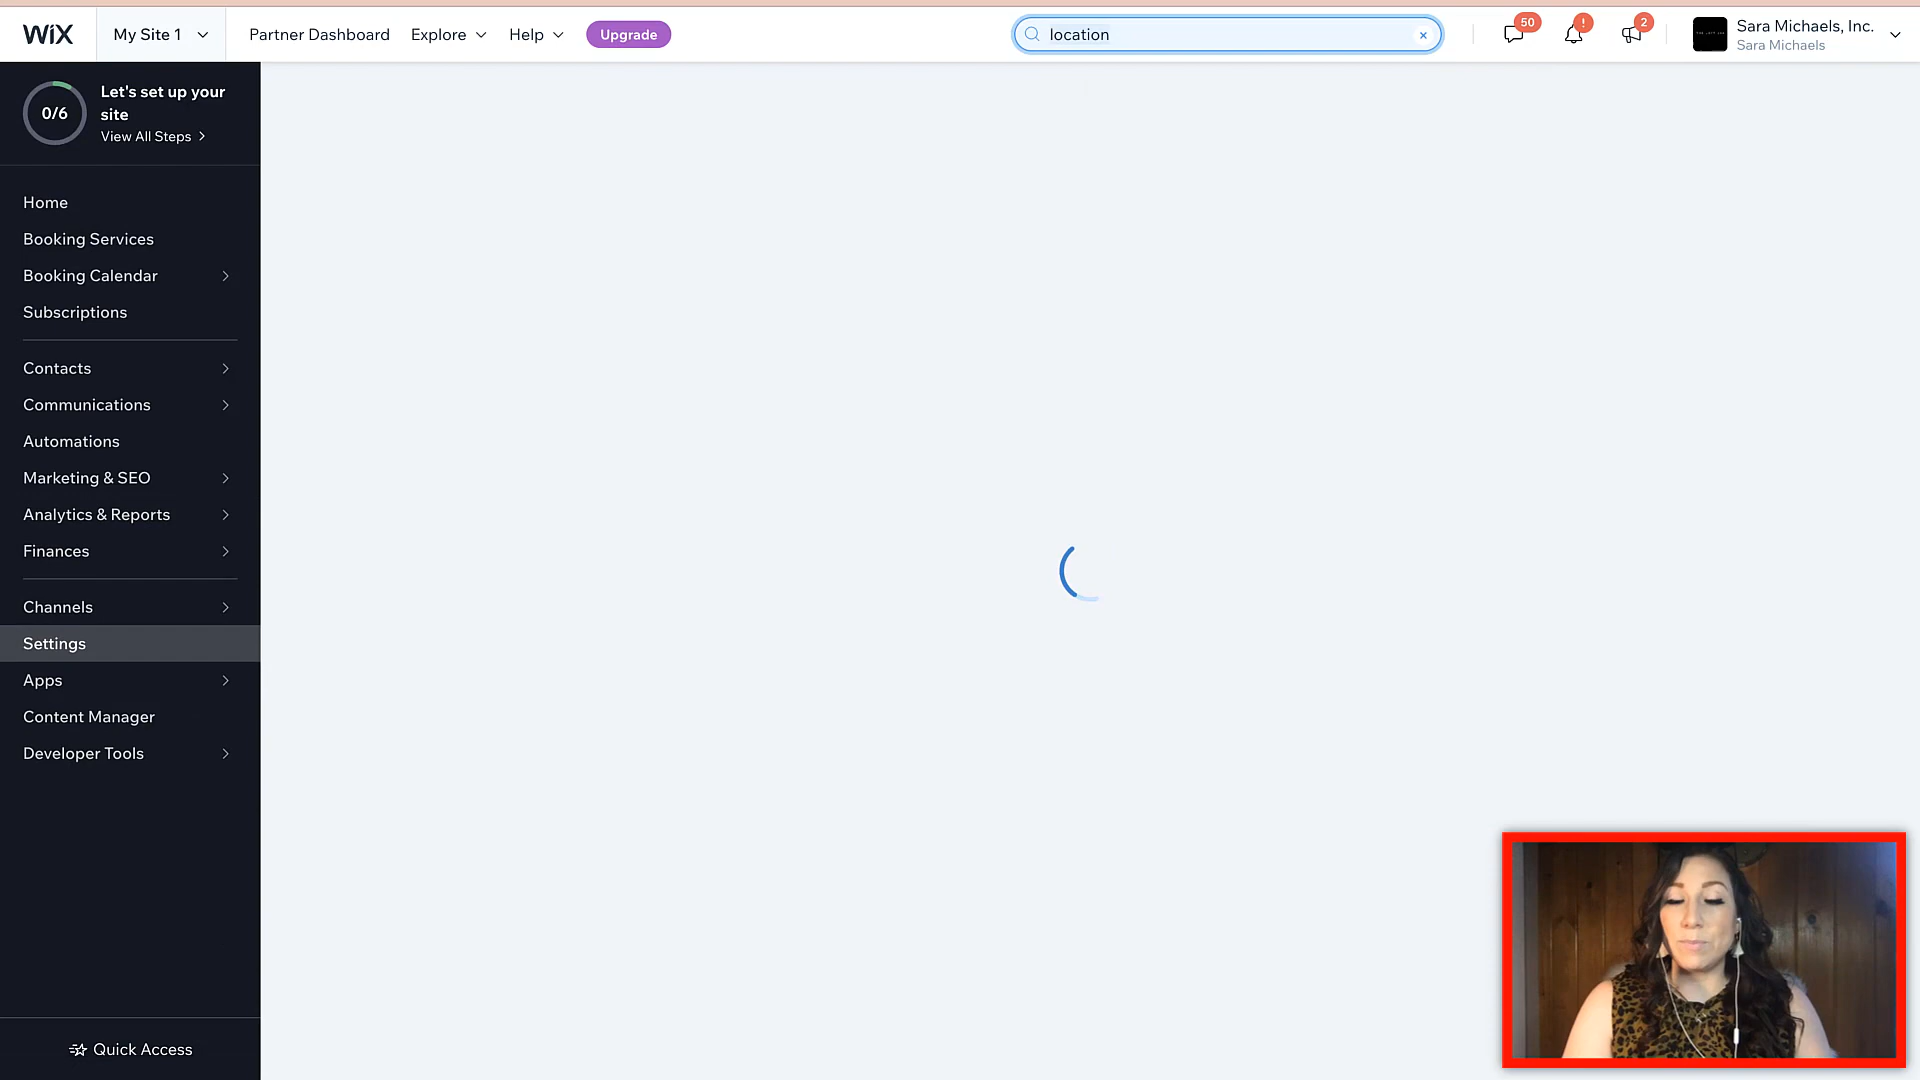 WiX
My Site 1
Partner Dashboard
Explore
Help
Upgrade
location
50
!
2
Sara Michaels, Inc.
Sara Michaels
0/6
Let's set up your
site
View All Steps
Home
Booking Services
Booking Calendar
Subscriptions
Contacts
Communications
Automations
Marketing & SEO
Analytics & Reports
Finances
Channels
Settings
Apps
Content Manager
Developer Tools
Quick Access